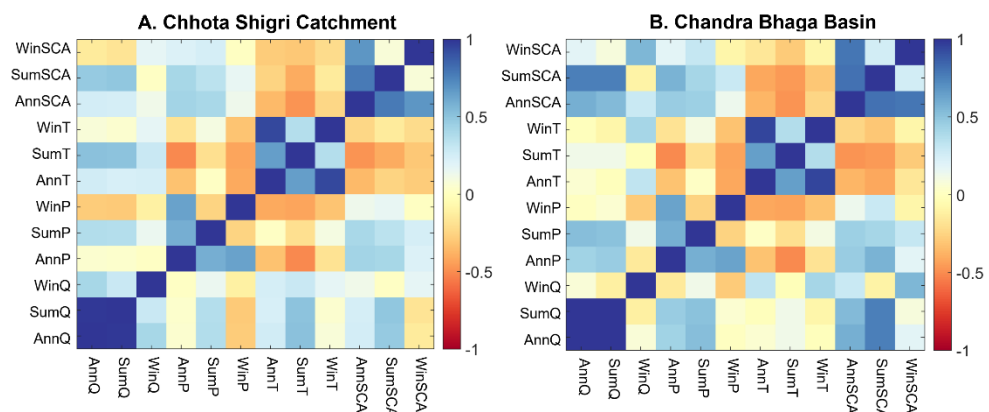 A. Chhota Shigri Catchment
WinSCA
SumSCA
AnnSCA
WinT
SumT
AnnT
WinP
SumP
AnnP
WinQ
SumQ
AnnQ
AnnQ
SumQ
WinQ
AnnP
SumP
WinP
AnnT
SumT
WinT
AnnSCA
SumSCA
WinSCA
1
0.5
0
-0.5
-1
B. Chandra Bhaga Basin
WinSCA
SumSCA
AnnSCA
WinT
SumT
AnnT
WinP
SumP
AnnP
WinQ
SumQ
AnnQ
AnnQ
SumQ
WinQ
AnnP
SumP
WinP
AnnT
SumT
WinT
AnnSCA
SumSCA
WinSCA
1
0.5
0
-0.5
-1